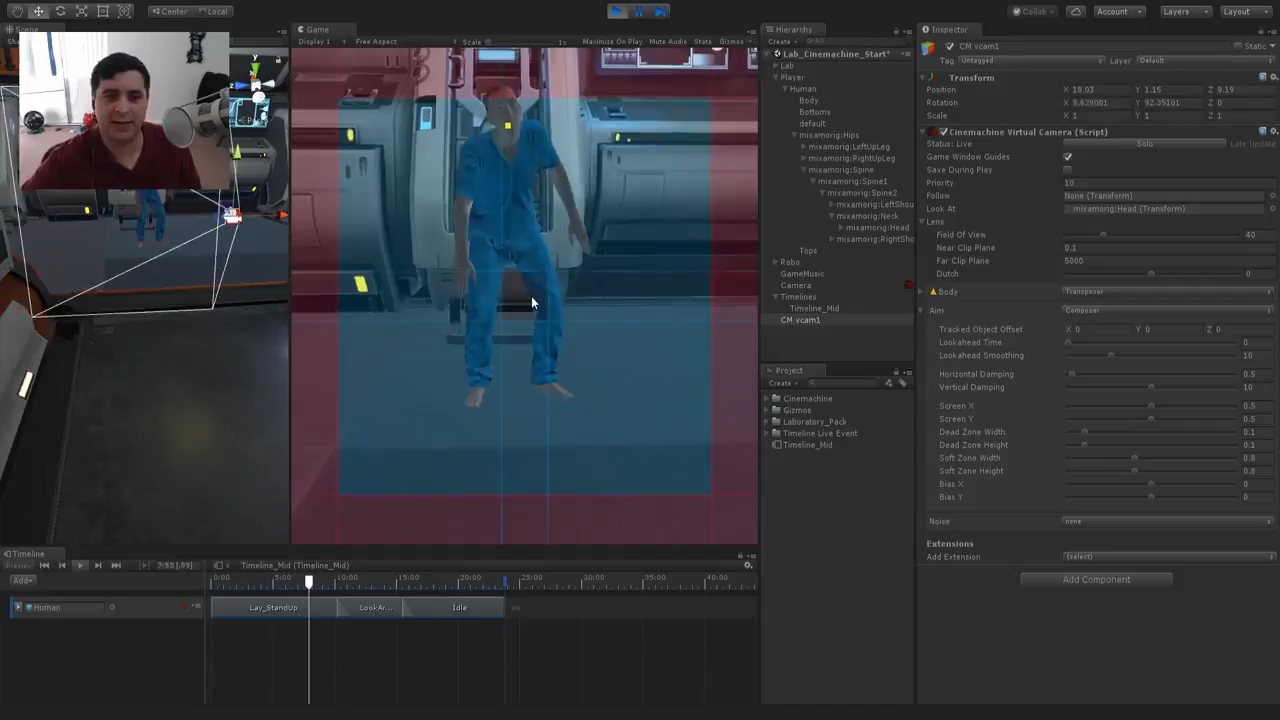 Center Local
Collab Account Layers Layout
Scene
Game
Display 1 Free Aspect Scale 1x Maximize On Play Mute Audio Stats Gizmos
Hierarchy
Create
Lab_Cinemachine_Start*
Lab
Player
Human
Body
Bottoms
default
mixamorig:Hips
mixamorig:LeftUpLeg
mixamorig:RightUpLeg
mixamorig:Spine
mixamorig:Spine1
mixamorig:Spine2
mixamorig:LeftShou
mixamorig:Neck
mixamorig:Head
mixamorig:RightSho
Tops
Robo
GameMusic
Camera
Timelines
Timeline_Mid
CM vcam1
Project
Create
Cinemachine
Gizmos
Laboratory_Pack
Timeline Live Event
Timeline_Mid
Inspector
CM vcam1 Static
Tag Untagged Layer Default
Transform
Position X 18.03 Y 1.15 Z 9.19
Rotation X 8.629001 Y 92.35101 Z 0
Scale X 1 Y 1 Z 1
Cinemachine Virtual Camera (Script)
Status: Live Solo Late Update
Game Window Guides
Save During Play
Priority 10
Follow None (Transform)
Look At mixamorig:Head (Transform)
Lens
Field Of View 40
Near Clip Plane 0.1
Far Clip Plane 5000
Dutch 0
Body Transposer
Aim Composer
Tracked Object Offset X 0 Y 0 Z 0
Lookahead Time 0
Lookahead Smoothing 10
Horizontal Damping 0.5
Vertical Damping 10
Screen X 0.5
Screen Y 0.5
Dead Zone Width 0.1
Dead Zone Height 0.1
Soft Zone Width 0.8
Soft Zone Height 0.8
Bias X 0
Bias Y 0
Noise none
Extensions
Add Extension (select)
Add Component
Timeline
Preview Timeline_Mid (Timeline_Mid)
Add 0:00 5:00 10:00 15:00 20:00 25:00 30:00 35:00 40:00
Human Lay_StandUp LookAr... Idle